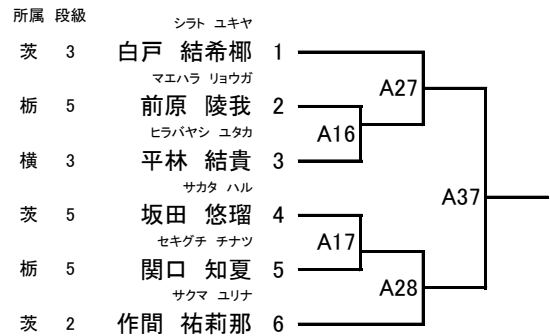 所属 段級
シラト ユキヤ
茨 3 白戸 結希椰 1
A27
マエハラ リョウガ
栃 5 前原 陵我 2
A16
ヒラバヤシ ユタカ
横 3 平林 結貴 3
サカタ ハル
A37
茨 5 坂田 悠瑠 4
A17
セキグチ チナツ
栃 5 関口 知夏 5
A28
サクマ ユリナ
茨 2 作間 祐莉那 6